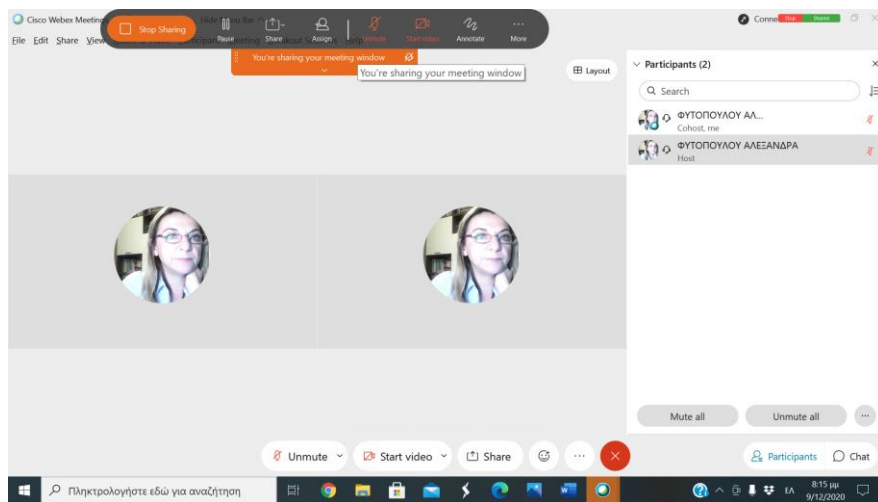 Cisco Webex Meetings
Hide Menu Bar
Stop Sharing
Pause
Share
Assign
Unmute
Start video
Annotate
More
File Edit Share View
You're sharing your meeting window
You're sharing your meeting window
Layout
Participants (2)
Search
ΦΥΤΟΠΟΥΛΟΥ ΑΛ...
Cohost, me
ΦΥΤΟΠΟΥΛΟΥ ΑΛΕΞΑΝΔΡΑ
Host
Mute all
Unmute all
Unmute
Start video
Share
Participants
Chat
Πληκτρολογήστε εδώ για αναζήτηση
ΕΛ
8:15 μμ
9/12/2020